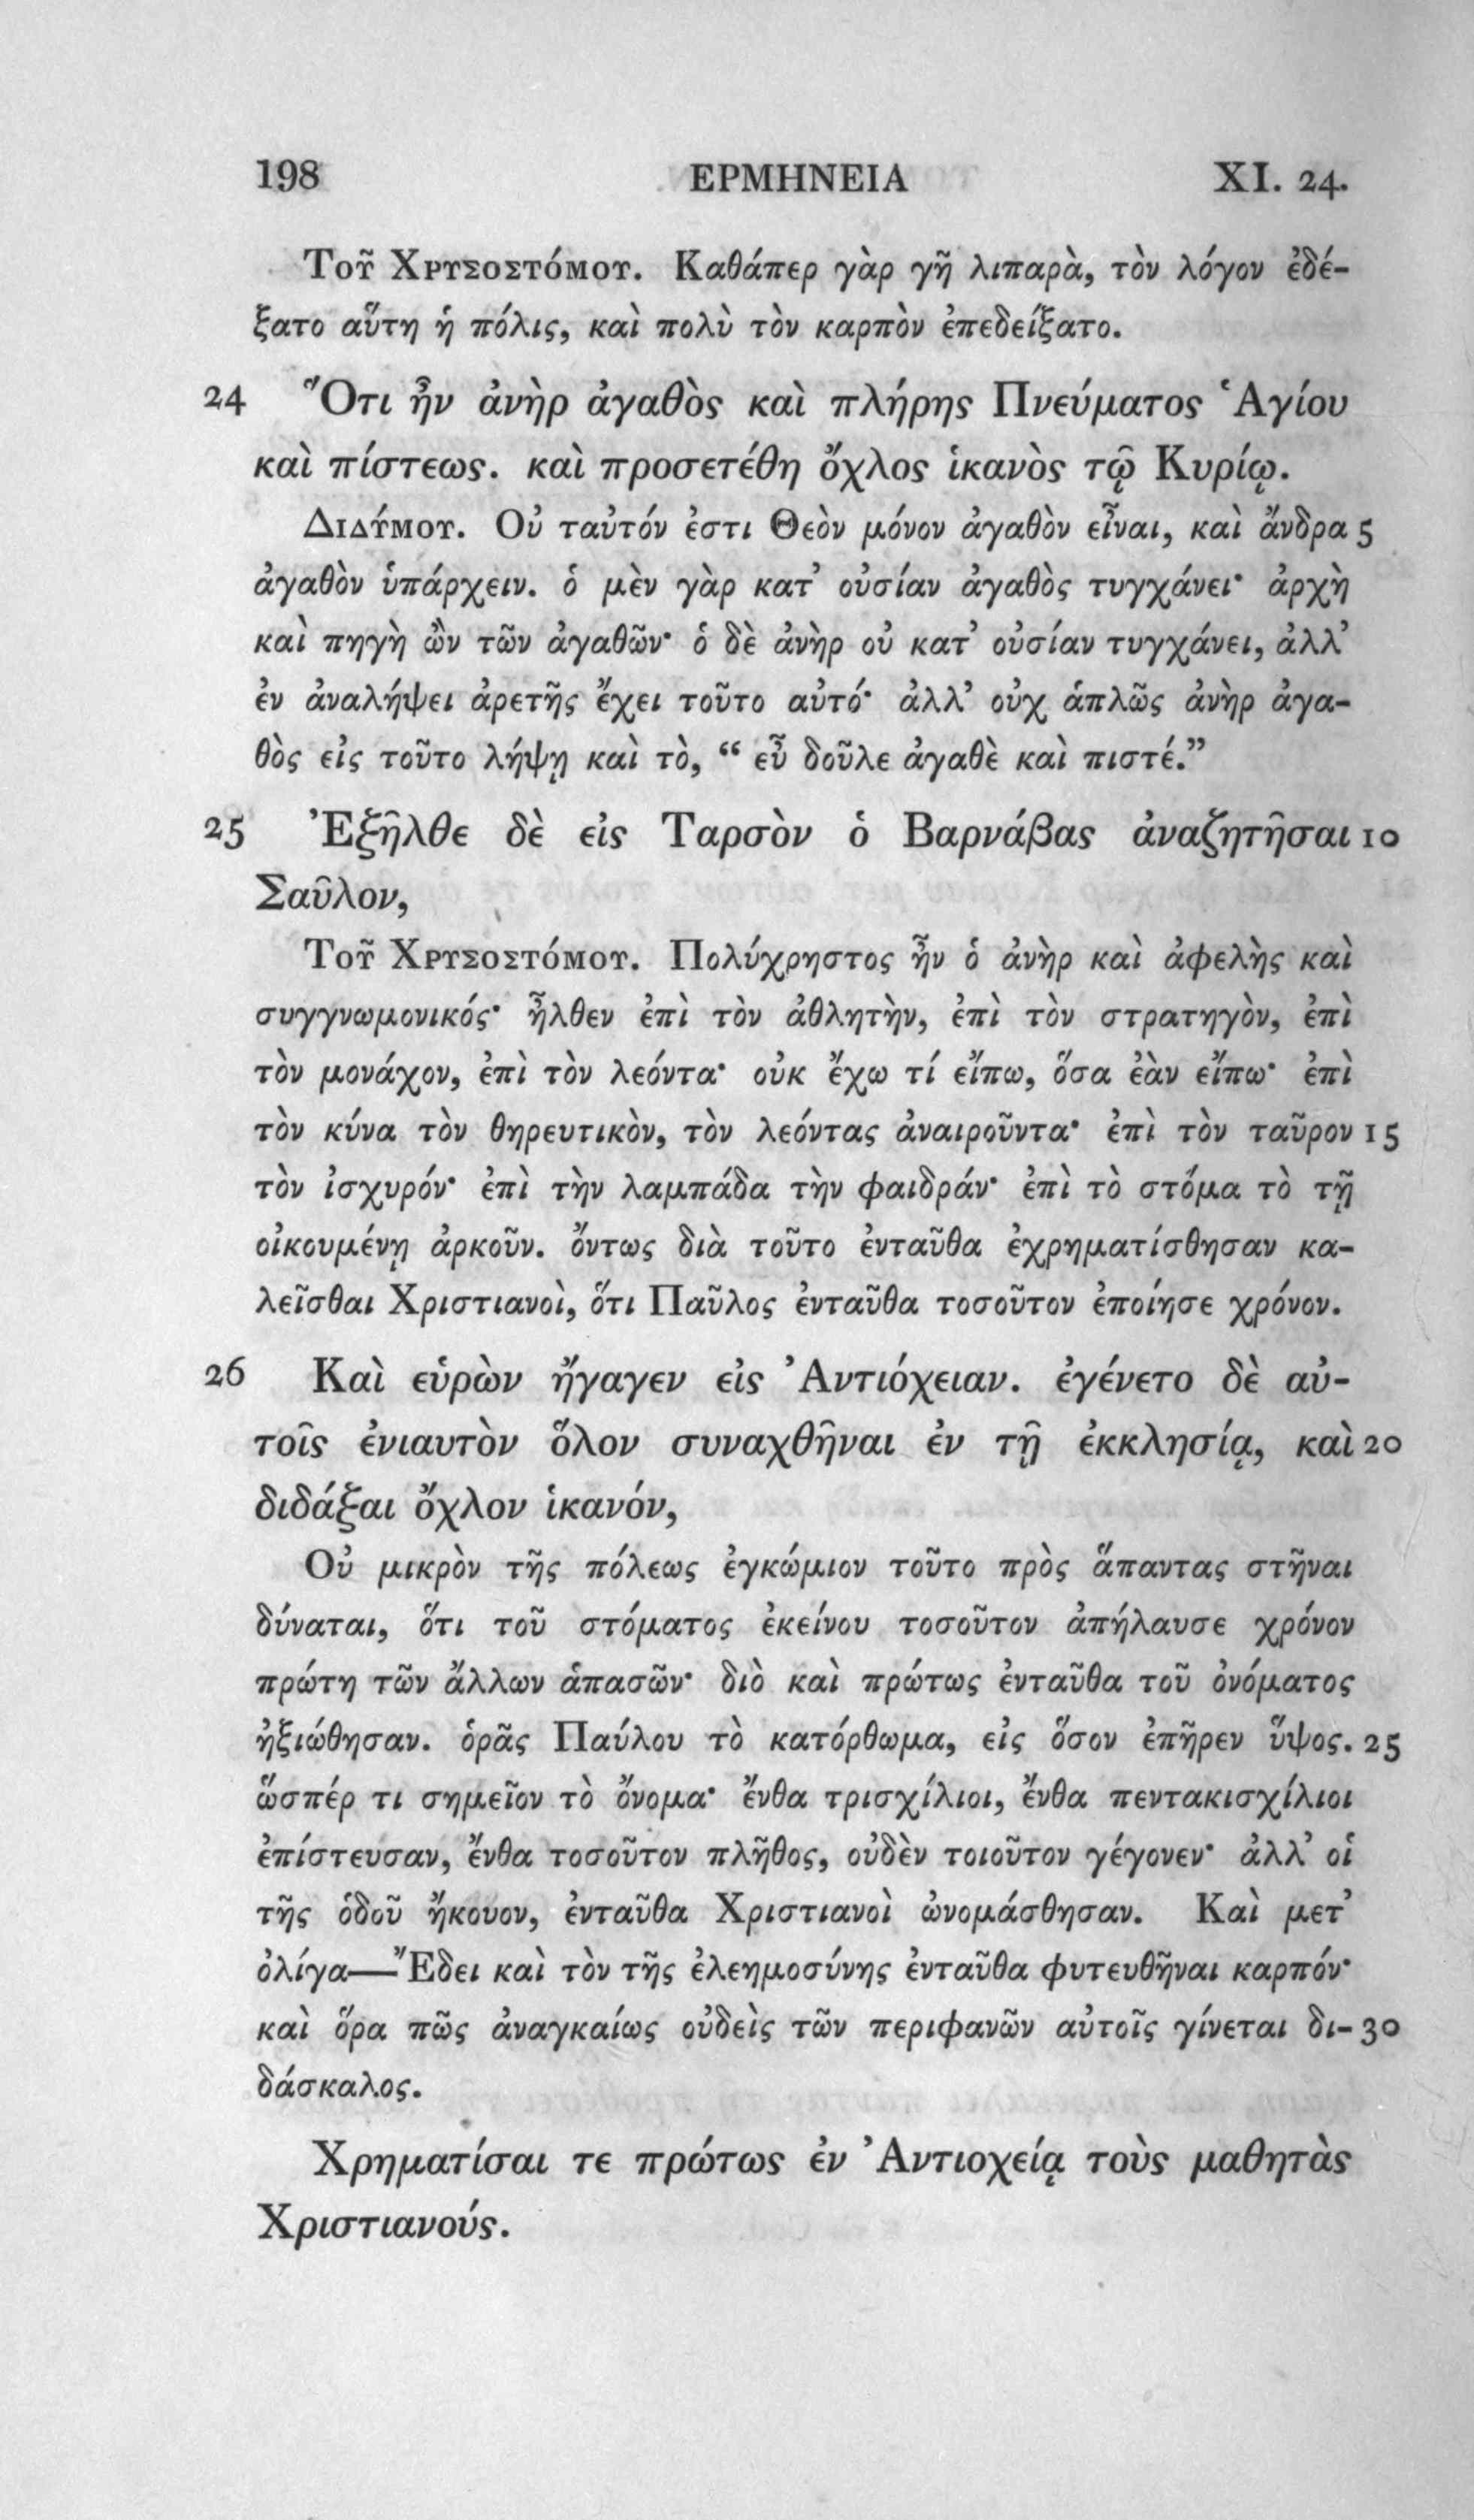 198 ΕΡΜΗΝΕΙΑ XI. 24.
Τοῦ Χρυσοστόμου. Καθάπερ γὰρ γῆ λιπαρὰ, τὸν λόγον ἐδέ-
ξατο αὕτη ἡ πόλις, καὶ πολὺ τὸν καρπὸν ἐπεδείξατο.
24 Ὅτι ἦν ἀνὴρ ἀγαθὸς καὶ πλήρης Πνεύματος Ἁγίου
καὶ πίστεως. καὶ προσετέθη ὄχλος ἱκανὸς τῷ Κυρίῳ.
Διδύμου. Οὐ ταὐτόν ἐστι Θεὸν μόνον ἀγαθὸν εἶναι, καὶ ἄνδρα 5
ἀγαθὸν ὑπάρχειν. ὁ μὲν γὰρ κατ’ οὐσίαν ἀγαθὸς τυγχάνει· ἀρχὴ
καὶ πηγὴ ὢν τῶν ἀγαθῶν· ὁ δὲ ἀνὴρ οὐ κατ’ οὐσίαν τυγχάνει, ἀλλ’
ἐν ἀναλήψει ἀρετῆς ἔχει τοῦτο αὐτό· ἀλλ’ οὐχ ἁπλῶς ἀνὴρ ἀγα-
θὸς εἰς τοῦτο λήψῃ καὶ τὸ, “ εὖ δοῦλε ἀγαθὲ καὶ πιστέ.”
25 Ἐξῆλθε δὲ εἰς Ταρσὸν ὁ Βαρνάβας ἀναζητῆσαι 10
Σαῦλον,
Τοῦ Χρυσοστόμου. Πολύχρηστος ἦν ὁ ἀνὴρ καὶ ἀφελὴς καὶ
συγγνωμονικός· ἦλθεν ἐπὶ τὸν ἀθλητὴν, ἐπὶ τὸν στρατηγὸν, ἐπὶ
τὸν μονάχον, ἐπὶ τὸν λεόντα· οὐκ ἔχω τί εἴπω, ὅσα ἐὰν εἴπω· ἐπὶ
τὸν κύνα τὸν θηρευτικὸν, τὸν λεόντας ἀναιροῦντα· ἐπὶ τὸν ταῦρον 15
τὸν ἰσχυρόν· ἐπὶ τὴν λαμπάδα τὴν φαιδράν· ἐπὶ τὸ στόμα τὸ τῇ
οἰκουμένῃ ἀρκοῦν. ὄντως διὰ τοῦτο ἐνταῦθα ἐχρηματίσθησαν κα-
λεῖσθαι Χριστιανοὶ, ὅτι Παῦλος ἐνταῦθα τοσοῦτον ἐποίησε χρόνον.
26 Καὶ εὑρὼν ἤγαγεν εἰς Ἀντιόχειαν. ἐγένετο δὲ αὐ-
τοῖς ἐνιαυτὸν ὅλον συναχθῆναι ἐν τῇ ἐκκλησίᾳ, καὶ 20
διδάξαι ὄχλον ἱκανόν,
Οὐ μικρὸν τῆς πόλεως ἐγκώμιον τοῦτο πρὸς ἅπαντας στῆναι
δύναται, ὅτι τοῦ στόματος ἐκείνου τοσοῦτον ἀπήλαυσε χρόνον
πρώτη τῶν ἄλλων ἁπασῶν· διὸ καὶ πρώτως ἐνταῦθα τοῦ ὀνόματος
ἠξιώθησαν. ὁρᾷς Παύλου τὸ κατόρθωμα, εἰς ὅσον ἐπῆρεν ὕψος. 25
ὥσπέρ τι σημεῖον τὸ ὄνομα· ἔνθα τρισχίλιοι, ἔνθα πεντακισχίλιοι
ἐπίστευσαν, ἔνθα τοσοῦτον πλῆθος, οὐδὲν τοιοῦτον γέγονεν· ἀλλ’ οἱ
τῆς ὁδοῦ ἤκουον, ἐνταῦθα Χριστιανοὶ ὠνομάσθησαν. Καὶ μετ’
ὀλίγα—Ἔδει καὶ τὸν τῆς ἐλεημοσύνης ἐνταῦθα φυτευθῆναι καρπόν·
καὶ ὅρα πῶς ἀναγκαίως οὐδεὶς τῶν περιφανῶν αὐτοῖς γίνεται δι- 30
δάσκαλος.
Χρηματίσαι τε πρώτως ἐν Ἀντιοχείᾳ τοὺς μαθητὰς
Χριστιανούς.